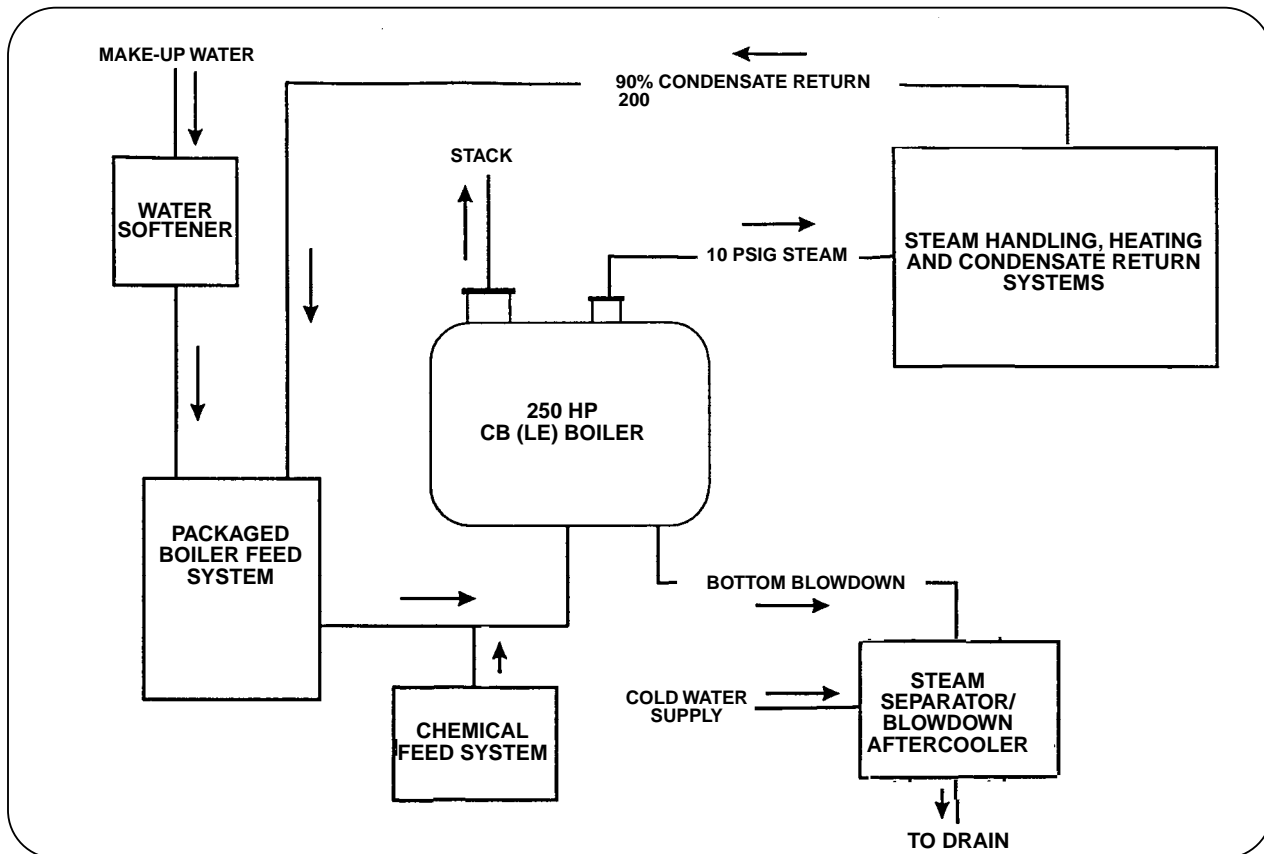 MAKE-UP WATER
90% CONDENSATE RETURN
200
STACK
WATER
SOFTENER
10 PSIG STEAM
STEAM HANDLING, HEATING
AND CONDENSATE RETURN
SYSTEMS
250 HP
CB (LE) BOILER
PACKAGED
BOILER FEED
SYSTEM
BOTTOM BLOWDOWN
CHEMICAL
FEED SYSTEM
COLD WATER
SUPPLY
STEAM
SEPARATOR/
BLOWDOWN
AFTERCOOLER
TO DRAIN